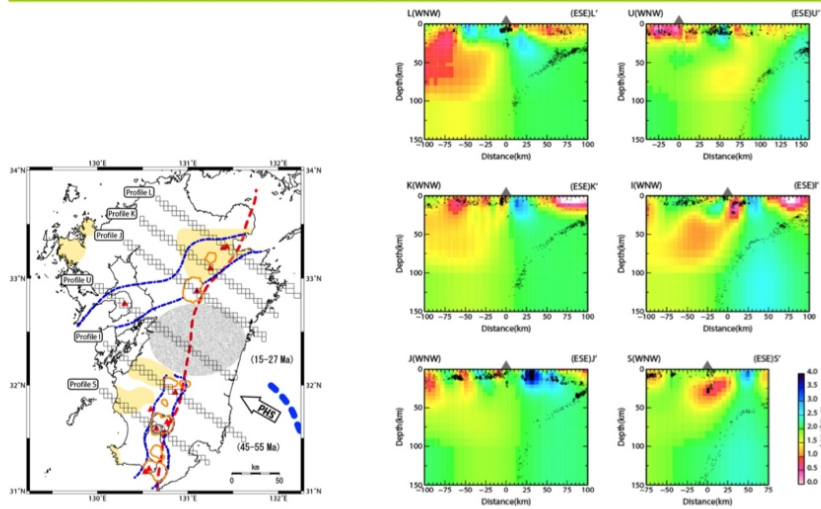 L(WNW) (ESE)L'
Depth(km)
0
50
100
150
-100 -75 -50 -25 0 25 50 75 100
Distance(km)
U(WNW) (ESE)U'
Depth(km)
0
50
100
150
-25 0 25 50 75 100 125 150
Distance(km)
K(WNW) (ESE)K'
Depth(km)
0
50
100
150
-100 -75 -50 -25 0 25 50 75 100
Distance(km)
I(WNW) (ESE)I'
Depth(km)
0
50
100
150
-100 -75 -50 -25 0 25 50 75 100
Distance(km)
J(WNW) (ESE)J'
Depth(km)
0
50
100
150
-100 -75 -50 -25 0 25 50 75 100
Distance(km)
S(WNW) (ESE)S'
Depth(km)
0
50
100
150
-75 -50 -25 0 25 50 75
Distance(km)
4.0
3.5
3.0
2.5
2.0
1.5
1.0
0.5
0.0
130°E 131°E 132°E
34°N 34°N
Profile L
Profile K
Profile J
33°N 33°N
Profile U
Profile I
(15-27 Ma)
32°N 32°N
Profile S
PHS
(45-55 Ma)
km
0 50
31°N 31°N
130°E 131°E 132°E